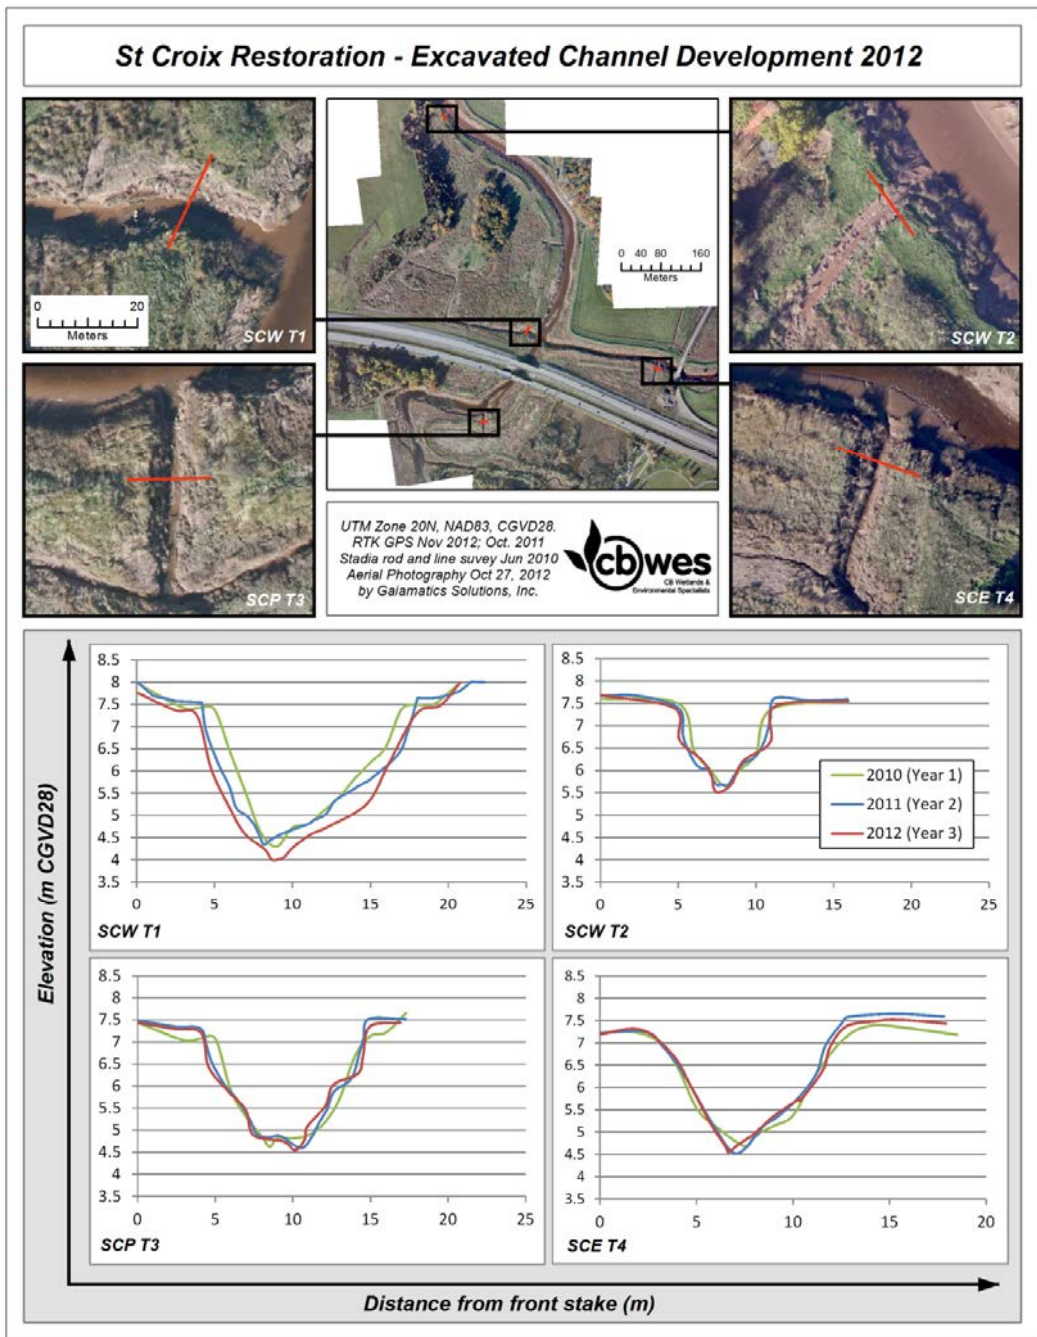 St Croix Restoration - Excavated Channel Development 2012
0 20
Meters
SCW T1
0 40 80 160
Meters
SCW T2
SCP T3
UTM Zone 20N, NAD83, CGVD28.
RTK GPS Nov 2012; Oct. 2011
Stadia rod and line suvey Jun 2010
Aerial Photography Oct 27, 2012
by Gaiamatics Solutions, Inc.
cbwes
CB Wetlands &
Environmental Specialists
SCE T4
Elevation (m CGVD28)
8.5
8
7.5
7
6.5
6
5.5
5
4.5
4
3.5
0 5 10 15 20 25
SCW T1
8.5
8
7.5
7
6.5
6
5.5
5
4.5
4
3.5
0 5 10 15 20 25
2010 (Year 1)
2011 (Year 2)
2012 (Year 3)
SCW T2
8.5
8
7.5
7
6.5
6
5.5
5
4.5
4
3.5
0 5 10 15 20 25
SCP T3
8.5
8
7.5
7
6.5
6
5.5
5
4.5
4
3.5
0 5 10 15 20
SCE T4
Distance from front stake (m)